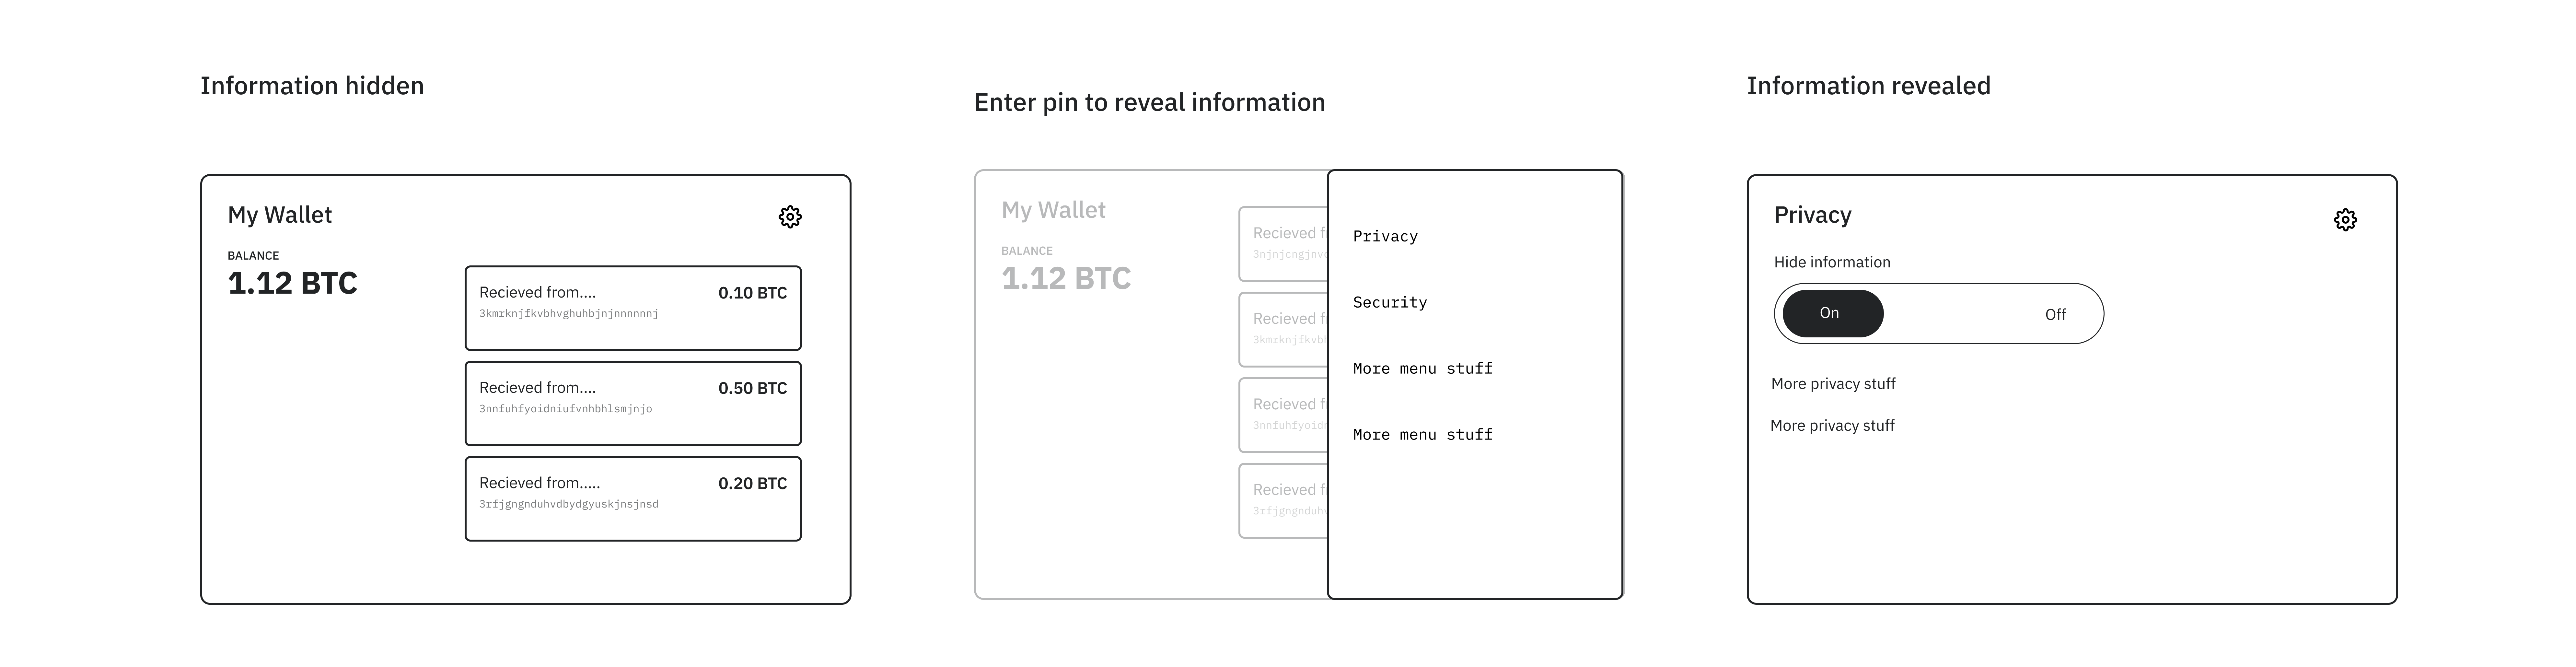 Information hidden
My Wallet
BALANCE
1.12 BTC
Recieved from....
0.10 BTC
3kmrknjfkvbhvghuhbjnjnnnnnnj
Recieved from....
0.50 BTC
3nnfuhfyoidniufvnhbhlsmjnjo
Recieved from.....
0.20 BTC
3rfjgngnduhvdbydgyuskjnsjnsd
Enter pin to reveal information
My Wallet
BALANCE
1.12 BTC
Recieved f
3njnjcngjnv
Recieved f
3kmrknjfkvb
Recieved f
3nnfuhfyoid
Recieved f
3rfjgngnduh
Privacy
Security
More menu stuff
More menu stuff
Information revealed
Privacy
Hide information
On
Off
More privacy stuff
More privacy stuff